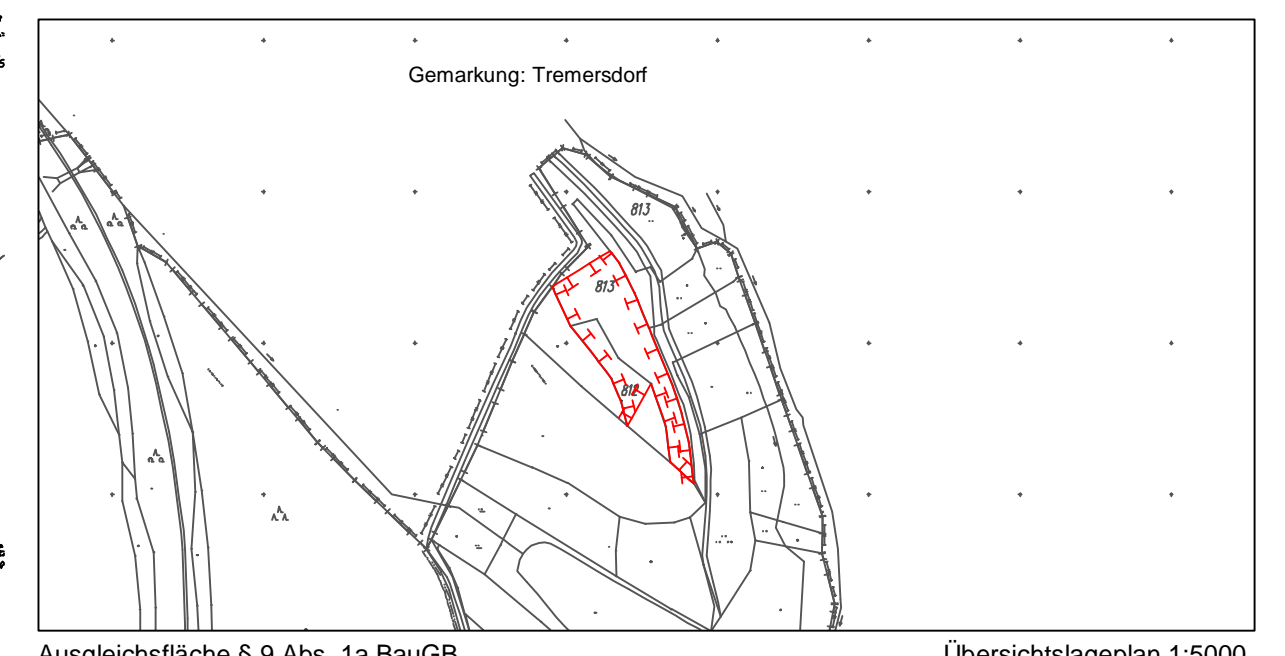 Gemarkung: Tremersdorf
813
813
812
Ausgleichsfläche § 9 Abs. 1a BauGB
Übersichtslageplan 1:5000